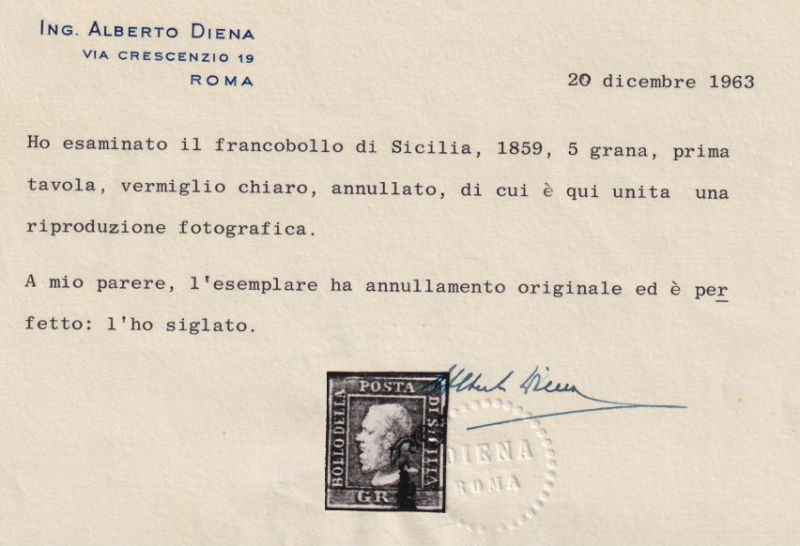 ING. ALBERTO DIENA
VIA CRESCENZIO 19
ROMA
20 dicembre 1963
Ho esaminato il francobollo di Sicilia, 1859, 5 grana, prima
tavola, vermiglio chiaro, annullato, di cui è qui unita una
riproduzione fotografica.
A mio parere, l'esemplare ha annullamento originale ed è per
fetto: l'ho siglato.
Alberto Diena
POSTA
BOLLO DELLA
DI SICILIA
GR
DIENA
ROMA